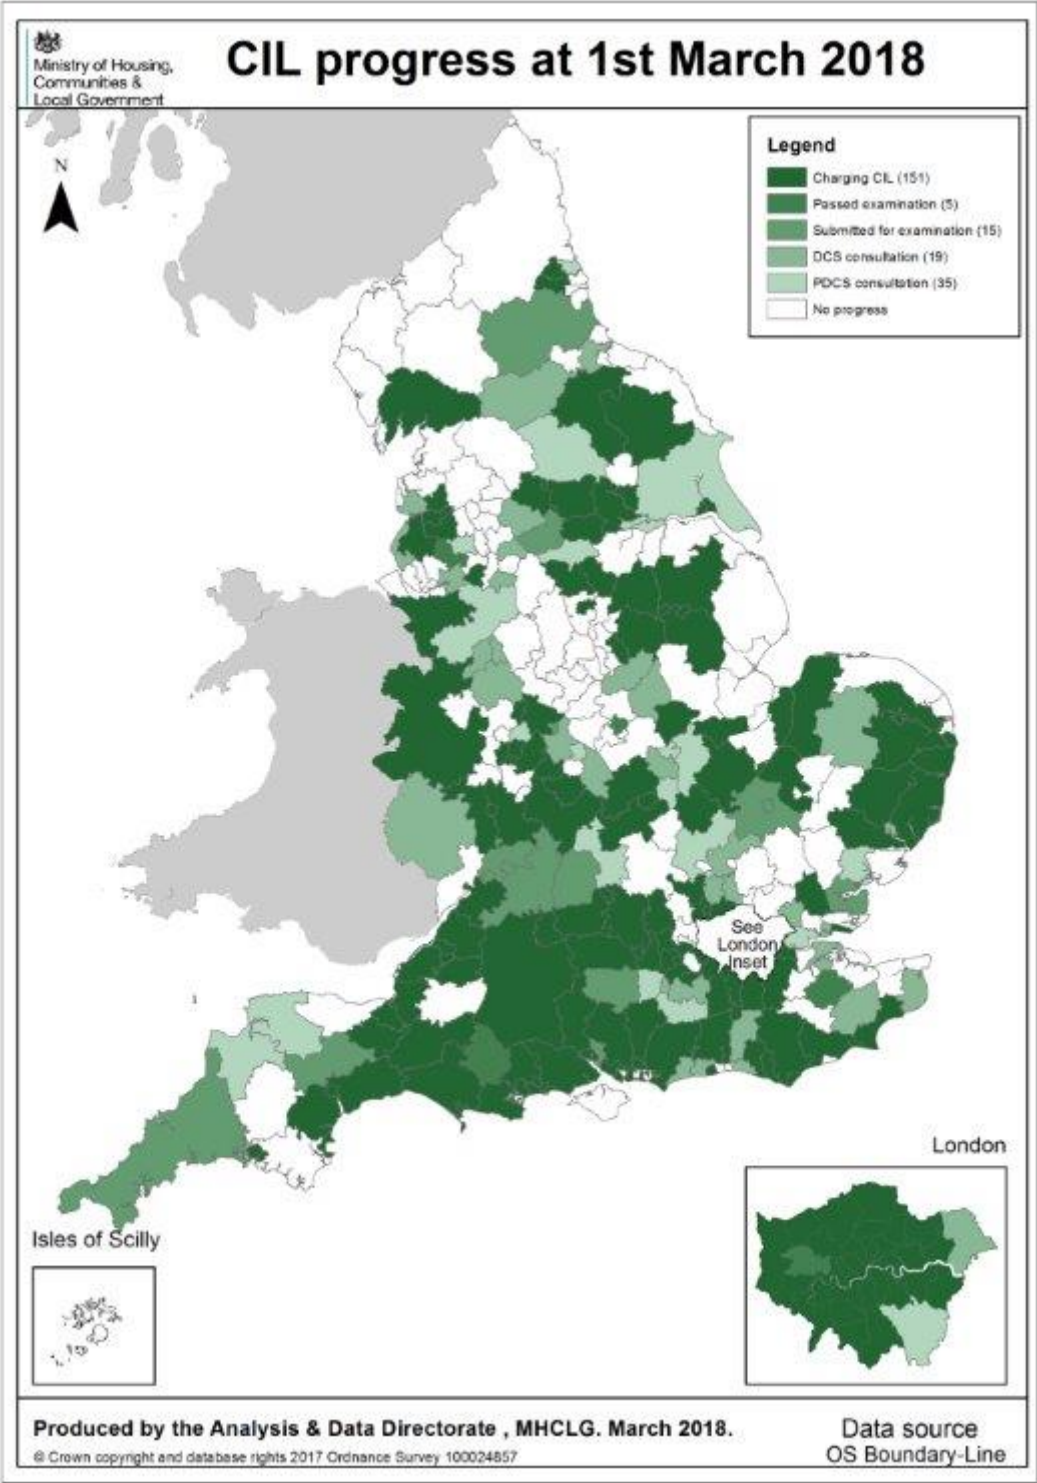 Ministry of Housing,
Communities &
Local Government
CIL progress at 1st March 2018
N
Legend
Charging CIL (151)
Passed examination (5)
Submitted for examination (15)
DCS consultation (19)
PDCS consultation (35)
No progress
See
London
Inset
1
London
Isles of Scilly
Produced by the Analysis & Data Directorate , MHCLG. March 2018.
© Crown copyright and database rights 2017 Ordnance Survey 100024857
Data source
OS Boundary-Line